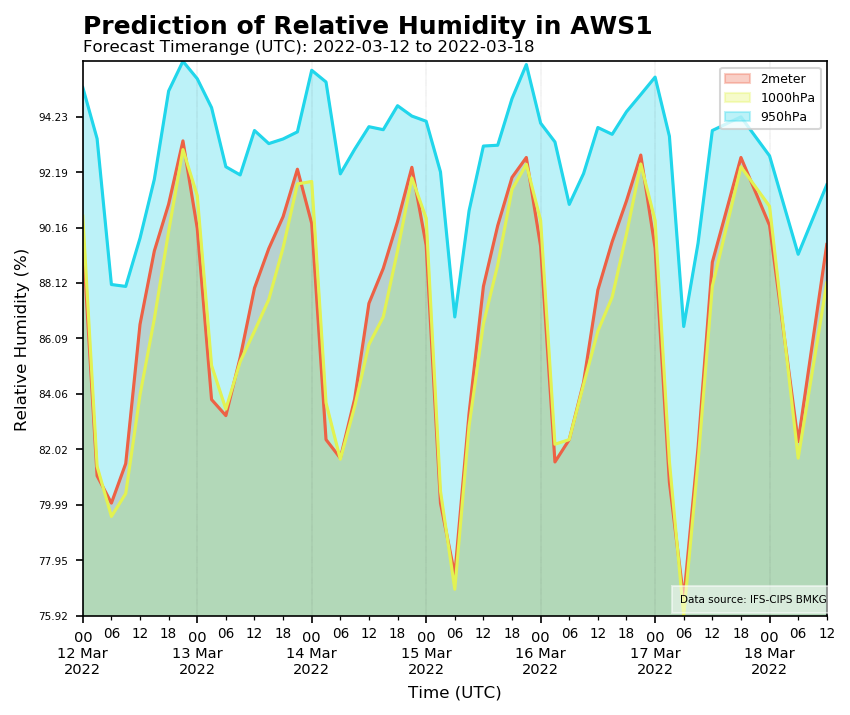 Prediction of Relative Humidity in AWS1
Forecast Timerange (UTC): 2022-03-12 to 2022-03-18
2meter
1000hPa
950hPa
Relative Humidity (%)
94.23
92.19
90.16
88.12
86.09
84.06
82.02
79.99
77.95
75.92
Data source: IFS-CIPS BMKG
00 06 12 18 00 06 12 18 00 06 12 18 00 06 12 18 00 06 12 18 00 06 12 18 00 06 12
12 Mar 13 Mar 14 Mar 15 Mar 16 Mar 17 Mar 18 Mar
2022 2022 2022 2022 2022 2022 2022
Time (UTC)